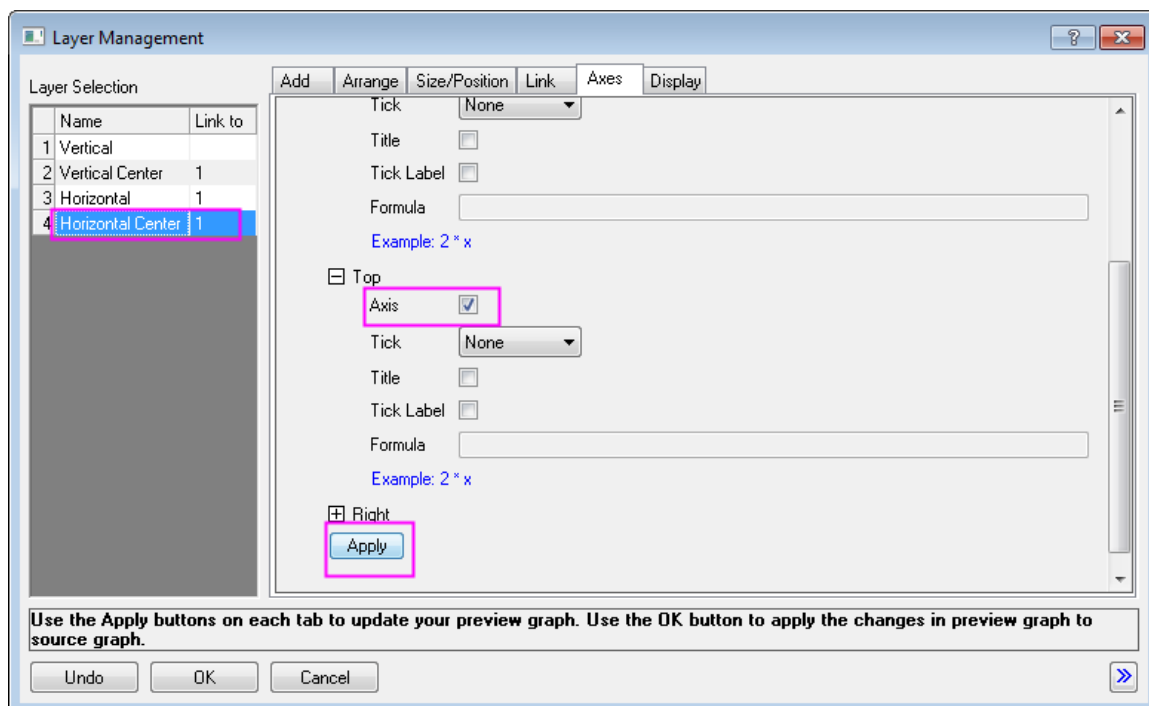 Layer Management
Layer Selection
Name Link to
1 Vertical
2 Vertical Center 1
3 Horizontal 1
4 Horizontal Center 1
Add Arrange Size/Position Link Axes Display
Tick None
Title
Tick Label
Formula
Example: 2 * x
Top
Axis
Tick None
Title
Tick Label
Formula
Example: 2 * x
Right
Apply
Use the Apply buttons on each tab to update your preview graph. Use the OK button to apply the changes in preview graph to
source graph.
Undo OK Cancel